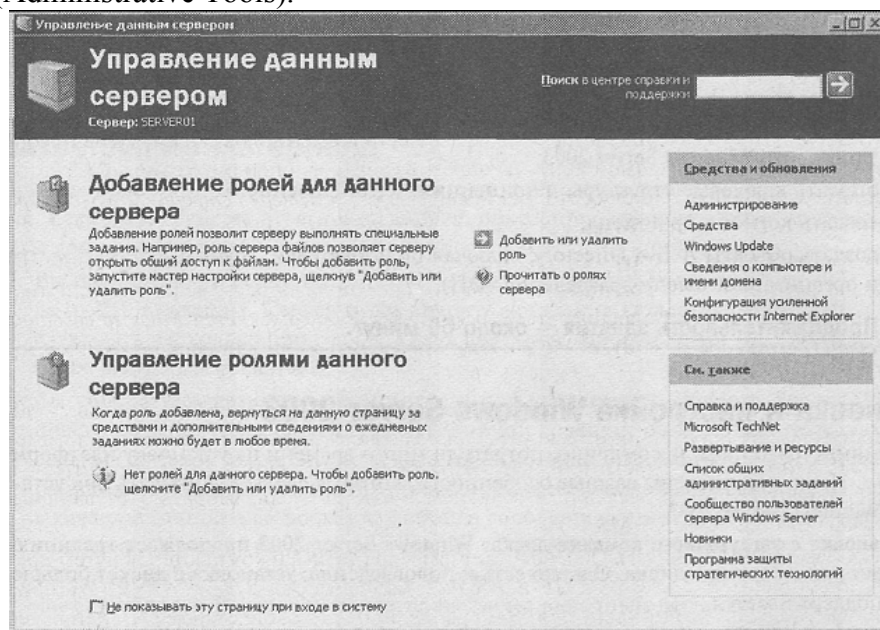 (Administrative Tools).
Управление данным сервером
Управление данным
сервером
Сервер: SERVER01
Поиск в центре справки и
поддержки
Добавление ролей для данного
сервера
Добавление ролей позволит серверу выполнять специальные
задания. Например, роль сервера файлов позволяет серверу
открыть общий доступ к файлам. Чтобы добавить роль,
запустите мастер настройки сервера, щелкнув "Добавить или
удалить роль".
Добавить или удалить
роль
Прочитать о ролях
сервера
Управление ролями данного
сервера
Когда роль добавлена, вернуться на данную страницу за
средствами и дополнительными сведениями о ежедневных
заданиях можно будет в любое время.
Нет ролей для данного сервера. Чтобы добавить роль,
щелкните "Добавить или удалить роль".
Не показывать эту страницу при входе в систему
Средства и обновления
Администрирование
Средства
Windows Update
Сведения о компьютере и
имени домена
Конфигурация усиленной
безопасности Internet Explorer
См. также
Справка и поддержка
Microsoft TechNet
Развертывание и ресурсы
Список общих
административных заданий
Сообщество пользователей
сервера Windows Server
Новинки
Программа защиты
стратегических технологий